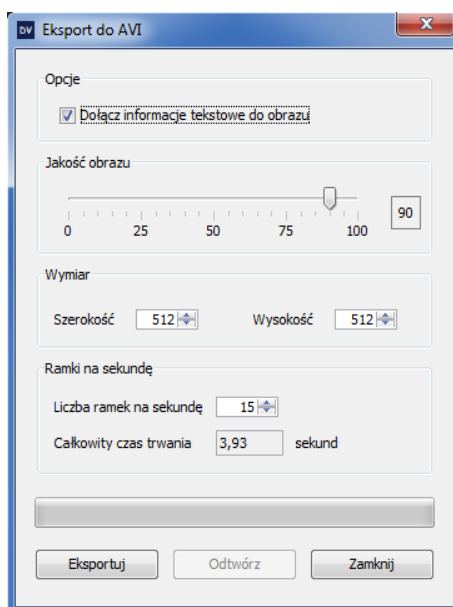 DV Eksport do AVI
Opcje
Dołącz informacje tekstowe do obrazu
Jakość obrazu
90
0 25 50 75 100
Wymiar
Szerokość 512 Wysokość 512
Ramki na sekundę
Liczba ramek na sekundę 15
Całkowity czas trwania 3,93 sekund
Eksportuj Odtwórz Zamknij